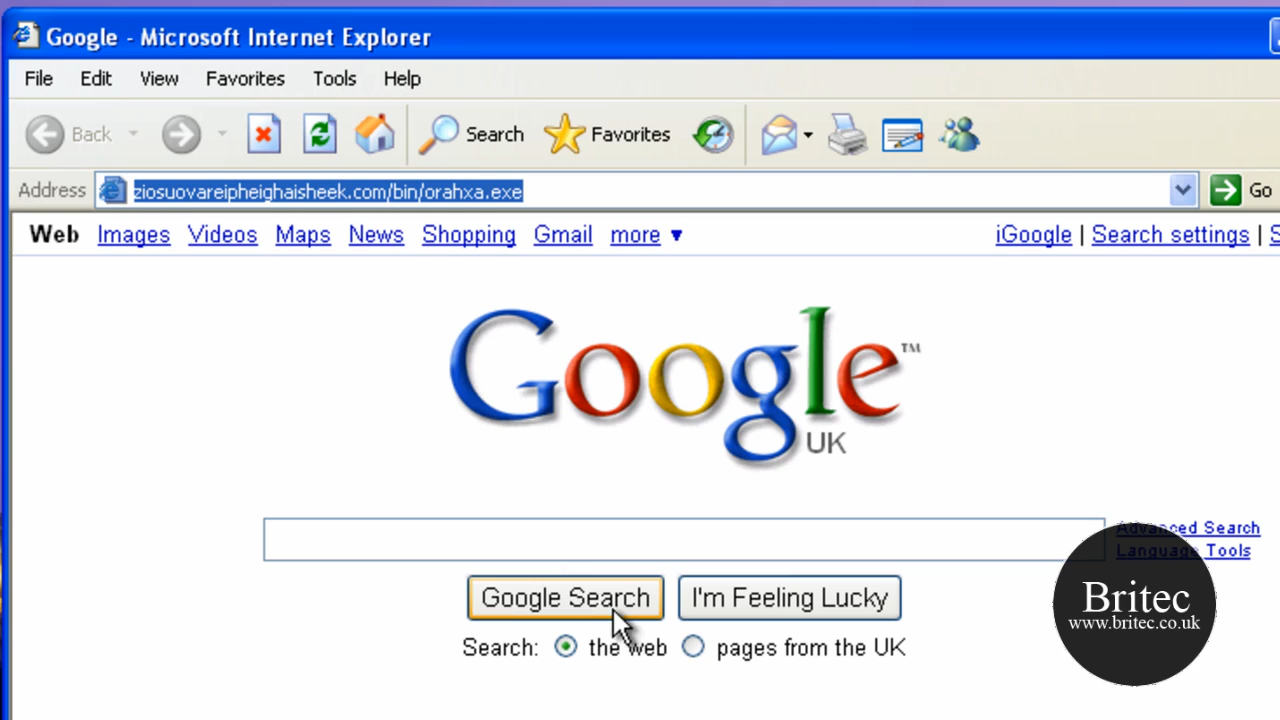 Google - Microsoft Internet Explorer
File Edit View Favorites Tools Help
Back Search Favorites
Address ziosuovareipheighaisheek.com/bin/orahxa.exe Go
Web Images Videos Maps News Shopping Gmail more ▼ iGoogle | Search settings | S
Google™
UK
Advanced Search
Language Tools
Google Search I'm Feeling Lucky
Search: the web pages from the UK
Britec
www.britec.co.uk